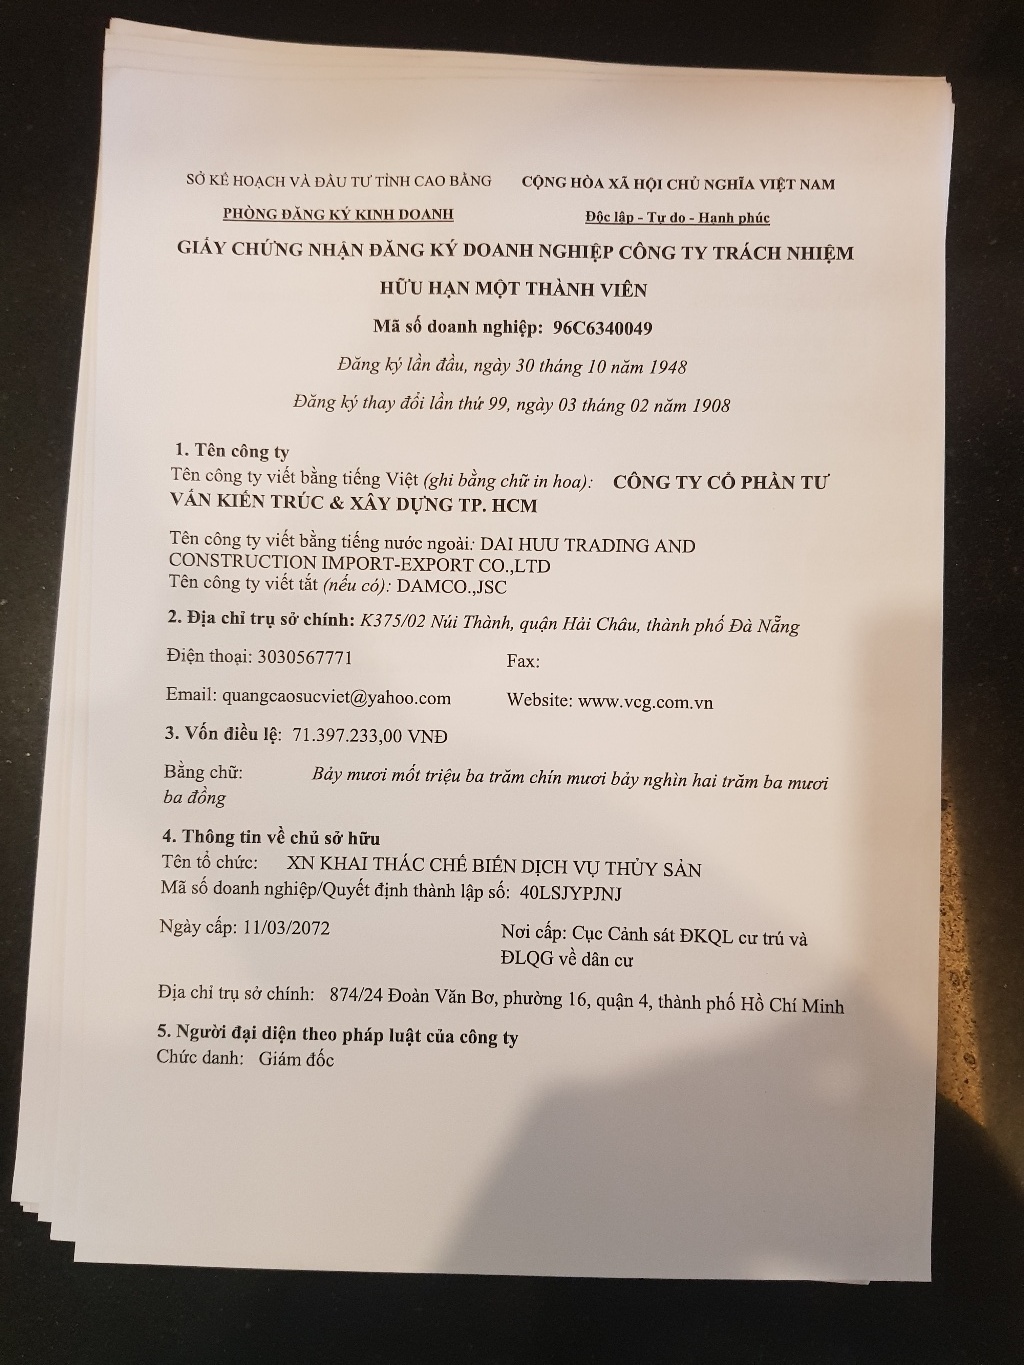 SỞ KẾ HOẠCH VÀ ĐẦU TƯ TỈNH CAO BẰNG
CỘNG HÒA XÃ HỘI CHỦ NGHĨA VIỆT NAM
PHÒNG ĐĂNG KÝ KINH DOANH
Độc lập - Tự do - Hạnh phúc
GIẤY CHỨNG NHẬN ĐĂNG KÝ DOANH NGHIỆP CÔNG TY TRÁCH NHIỆM
HỮU HẠN MỘT THÀNH VIÊN
Mã số doanh nghiệp: 96C6340049
Đăng ký lần đầu, ngày 30 tháng 10 năm 1948
Đăng ký thay đổi lần thứ 99, ngày 03 tháng 02 năm 1908
1. Tên công ty
Tên công ty viết bằng tiếng Việt (ghi bằng chữ in hoa): CÔNG TY CỔ PHẦN TƯ
VẤN KIẾN TRÚC & XÂY DỰNG TP. HCM
Tên công ty viết bằng tiếng nước ngoài: DAI HUU TRADING AND
CONSTRUCTION IMPORT-EXPORT CO.,LTD
Tên công ty viết tắt (nếu có): DAMCO.,JSC
2. Địa chỉ trụ sở chính: K375/02 Núi Thành, quận Hải Châu, thành phố Đà Nẵng
Điện thoại: 3030567771
Fax:
Email: quangcaosucviet@yahoo.com
Website: www.vcg.com.vn
3. Vốn điều lệ: 71.397.233,00 VNĐ
Bằng chữ: Bảy mươi mốt triệu ba trăm chín mươi bảy nghìn hai trăm ba mươi
ba đồng
4. Thông tin về chủ sở hữu
Tên tổ chức: XN KHAI THÁC CHẾ BIẾN DỊCH VỤ THỦY SẢN
Mã số doanh nghiệp/Quyết định thành lập số: 40LSJYPJNJ
Ngày cấp: 11/03/2072
Nơi cấp: Cục Cảnh sát ĐKQL cư trú và
ĐLQG về dân cư
Địa chỉ trụ sở chính: 874/24 Đoàn Văn Bơ, phường 16, quận 4, thành phố Hồ Chí Minh
5. Người đại diện theo pháp luật của công ty
Chức danh: Giám đốc